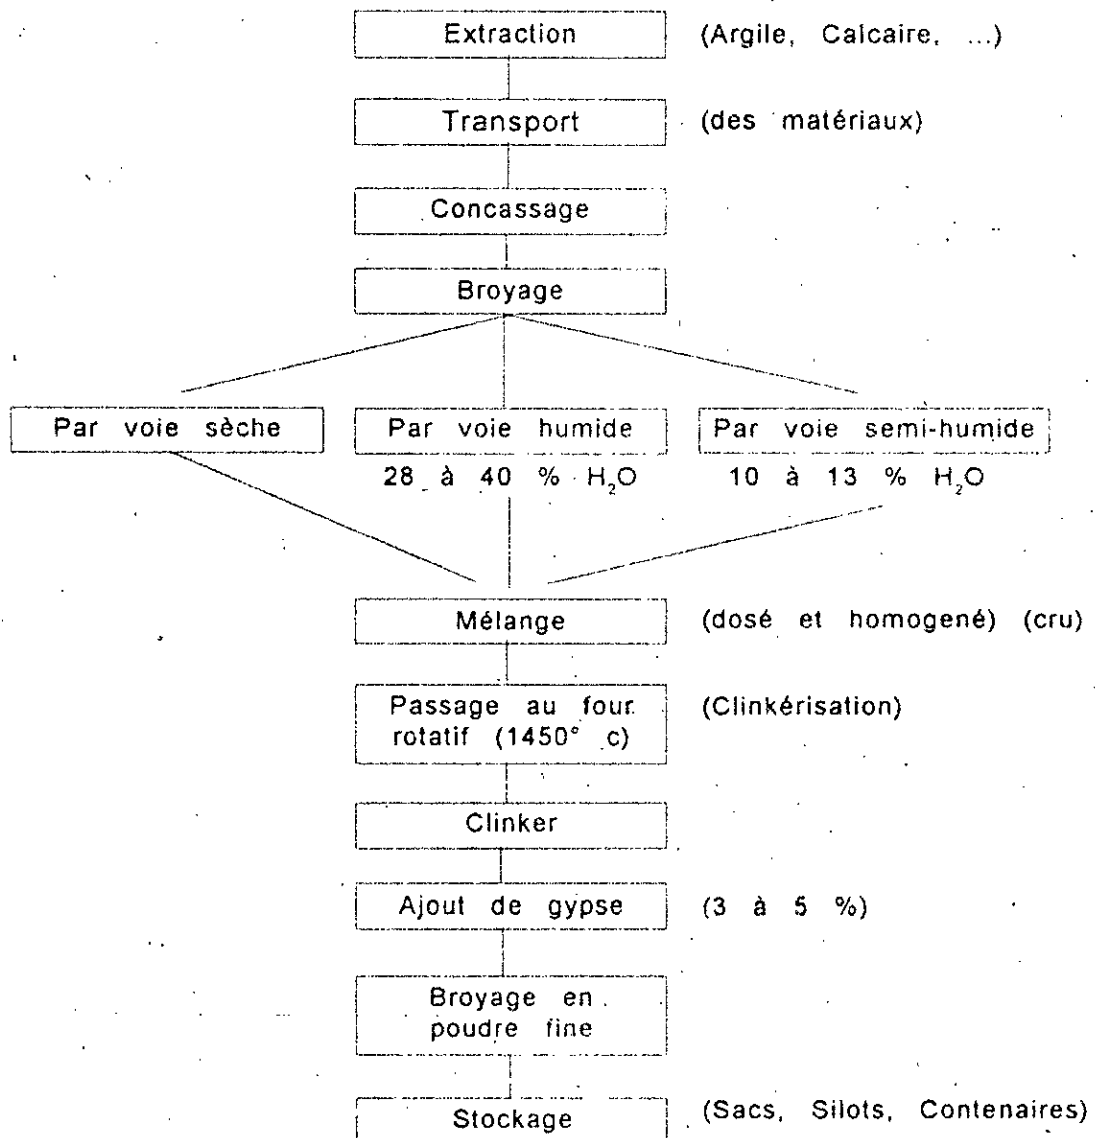 Extraction (Argile, Calcaire, ...)
Transport (des matériaux)
Concassage
Broyage
Par voie sèche
Par voie humide
28 à 40 % H₂O
Par voie semi-humide
10 à 13 % H₂O
Mélange (dosé et homogené) (cru)
Passage au four (Clinkérisation)
rotatif (1450° c)
Clinker
Ajout de gypse (3 à 5 %)
Broyage en
poudre fine
Stockage (Sacs, Silots, Contenaires)